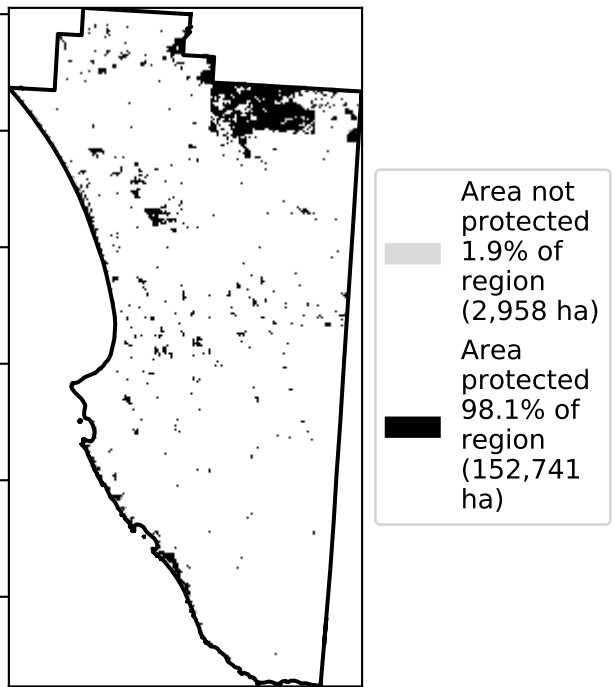 Area not
protected
1.9% of
region
(2,958 ha)
Area
protected
98.1% of
region
(152,741
ha)